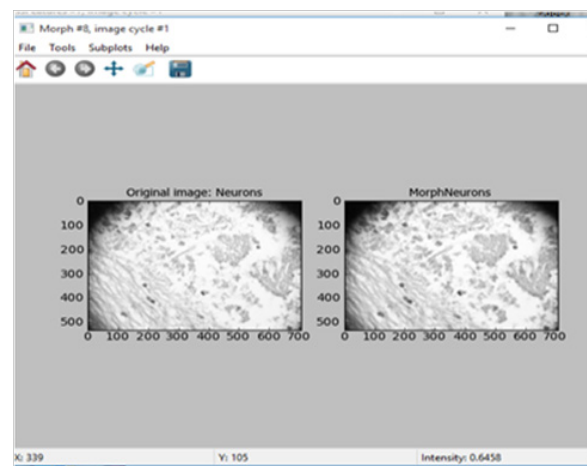 Morph #8, image cycle #1
File Tools Subplots Help
Original image: Neurons
MorphNeurons
0
100
200
300
400
500
0 100 200 300 400 500 600 700
0
100
200
300
400
500
0 100 200 300 400 500 600 700
X: 339 Y: 105 Intensity: 0.6458